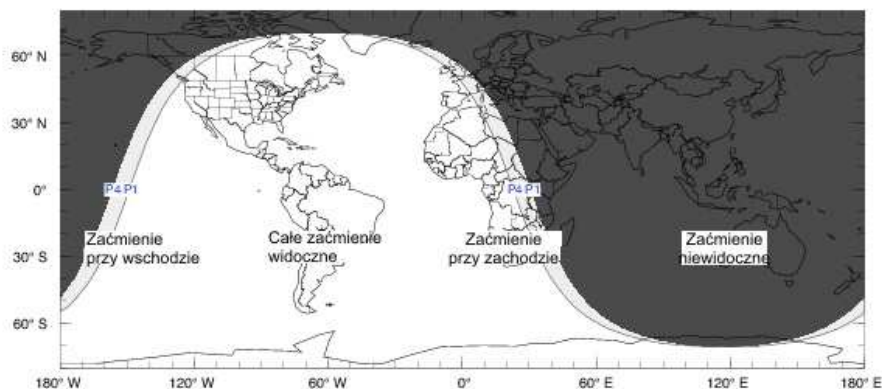 60° N
30° N
0°
30° S
60° S
P4 P1
P4 P1
Zaćmienie
przy wschodzie
Całe zaćmienie
widoczne
Zaćmienie
przy zachodzie
Zaćmienie
niewidoczne
180° W
120° W
60° W
0°
60° E
120° E
180° E